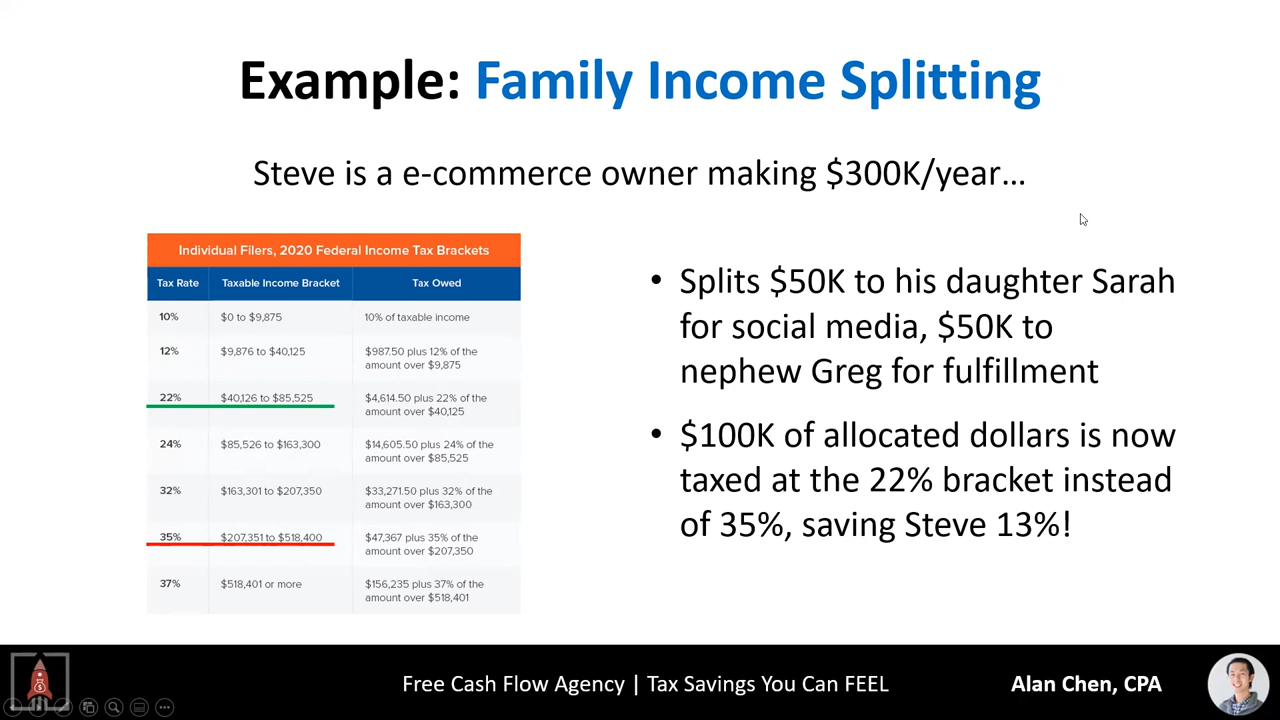 Example: Family Income Splitting
Steve is a e-commerce owner making $300K/year...
Individual Filers, 2020 Federal Income Tax Brackets
Tax Rate Taxable Income Bracket Tax Owed
10% $0 to $9,875 10% of taxable income
12% $9,876 to $40,125 $987.50 plus 12% of the
amount over $9,875
22% $40,126 to $85,525 $4,614.50 plus 22% of the
amount over $40,125
24% $85,526 to $163,300 $14,605.50 plus 24% of the
amount over $85,525
32% $163,301 to $207,350 $33,271.50 plus 32% of the
amount over $163,300
35% $207,351 to $518,400 $47,367 plus 35% of the
amount over $207,350
37% $518,401 or more $156,235 plus 37% of the
amount over $518,401
• Splits $50K to his daughter Sarah
for social media, $50K to
nephew Greg for fulfillment
• $100K of allocated dollars is now
taxed at the 22% bracket instead
of 35%, saving Steve 13%!
Free Cash Flow Agency | Tax Savings You Can FEEL
Alan Chen, CPA